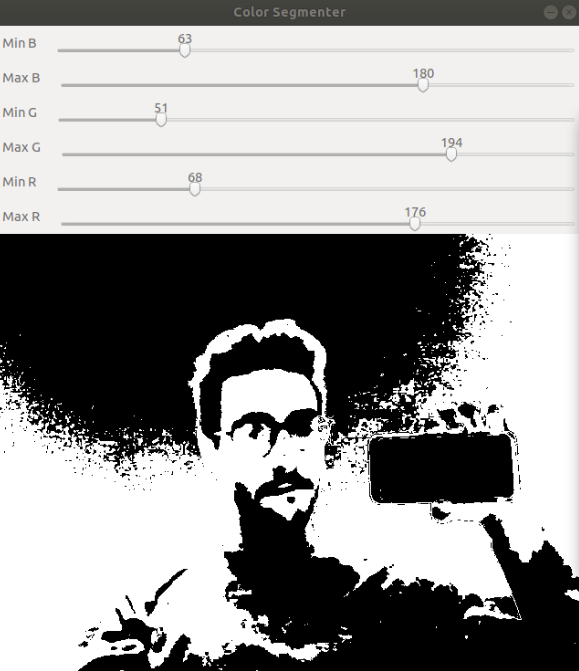 Color Segmenter
63
Min B
180
Max B
51
Min G
194
Max G
68
Min R
176
Max R